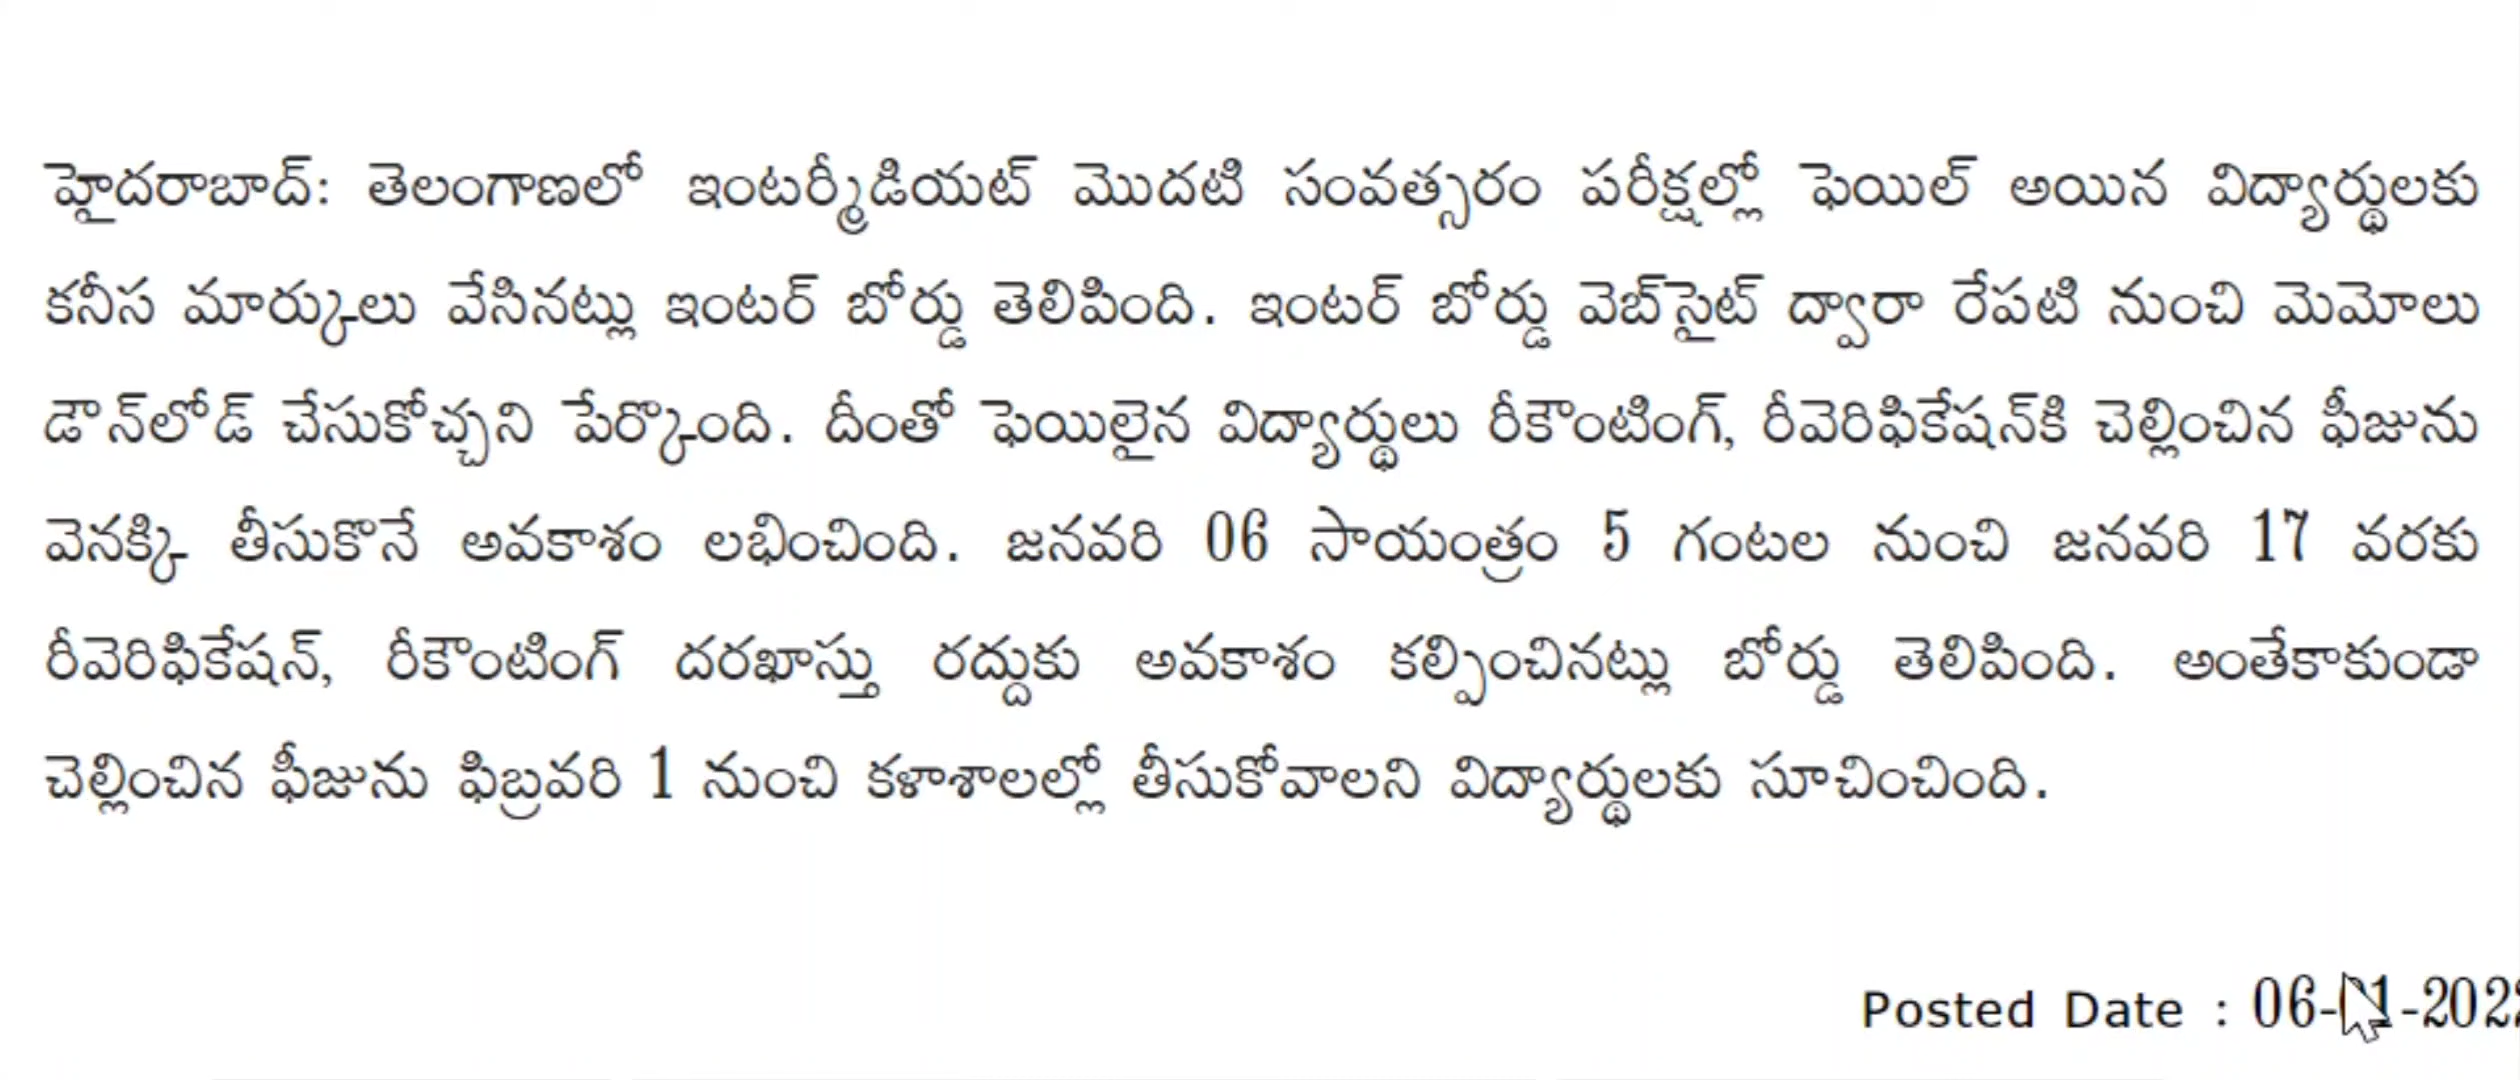 హైదరాబాద్: తెలంగాణలో ఇంటర్మీడియట్ మొదటి సంవత్సరం పరీక్షల్లో ఫెయిల్ అయిన విద్యార్థులకు
కనీస మార్కులు వేసినట్లు ఇంటర్ బోర్డు తెలిపింది. ఇంటర్ బోర్డు వెబ్‌సైట్ ద్వారా రేపటి నుంచి మెమోలు
డౌన్‌లోడ్ చేసుకోచ్చని పేర్కొంది. దీంతో ఫెయిలైన విద్యార్థులు రీకౌంటింగ్, రీవెరిఫికేషన్‌కి చెల్లించిన ఫీజును
వెనక్కి తీసుకొనే అవకాశం లభించింది. జనవరి 06 సాయంత్రం 5 గంటల నుంచి జనవరి 17 వరకు
రీవెరిఫికేషన్, రీకౌంటింగ్ దరఖాస్తు రద్దుకు అవకాశం కల్పించినట్లు బోర్డు తెలిపింది. అంతేకాకుండా
చెల్లించిన ఫీజును ఫిబ్రవరి 1 నుంచి కళాశాలల్లో తీసుకోవాలని విద్యార్థులకు సూచించింది.
Posted Date : 06-01-2022